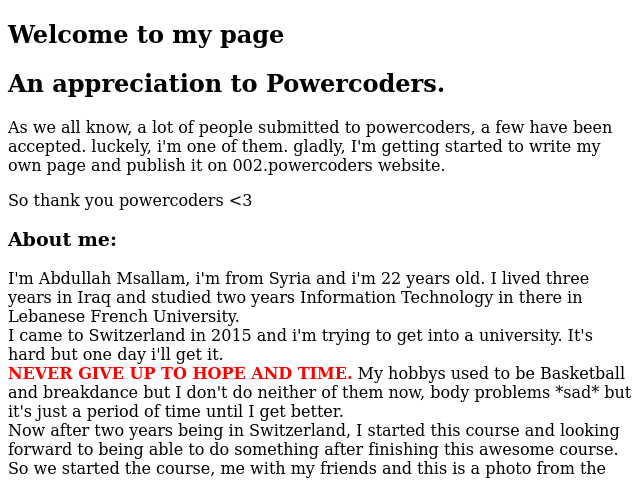 Welcome to my page
An appreciation to Powercoders.
As we all know, a lot of people submitted to powercoders, a few have been
accepted. luckely, i'm one of them. gladly, I'm getting started to write my
own page and publish it on 002.powercoders website.
So thank you powercoders <3
About me:
I'm Abdullah Msallam, i'm from Syria and i'm 22 years old. I lived three
years in Iraq and studied two years Information Technology in there in
Lebanese French University.
I came to Switzerland in 2015 and i'm trying to get into a university. It's
hard but one day i'll get it.
NEVER GIVE UP TO HOPE AND TIME. My hobbys used to be Basketball
and breakdance but I don't do neither of them now, body problems *sad* but
it's just a period of time until I get better.
Now after two years being in Switzerland, I started this course and looking
forward to being able to do something after finishing this awesome course.
So we started the course, me with my friends and this is a photo from the